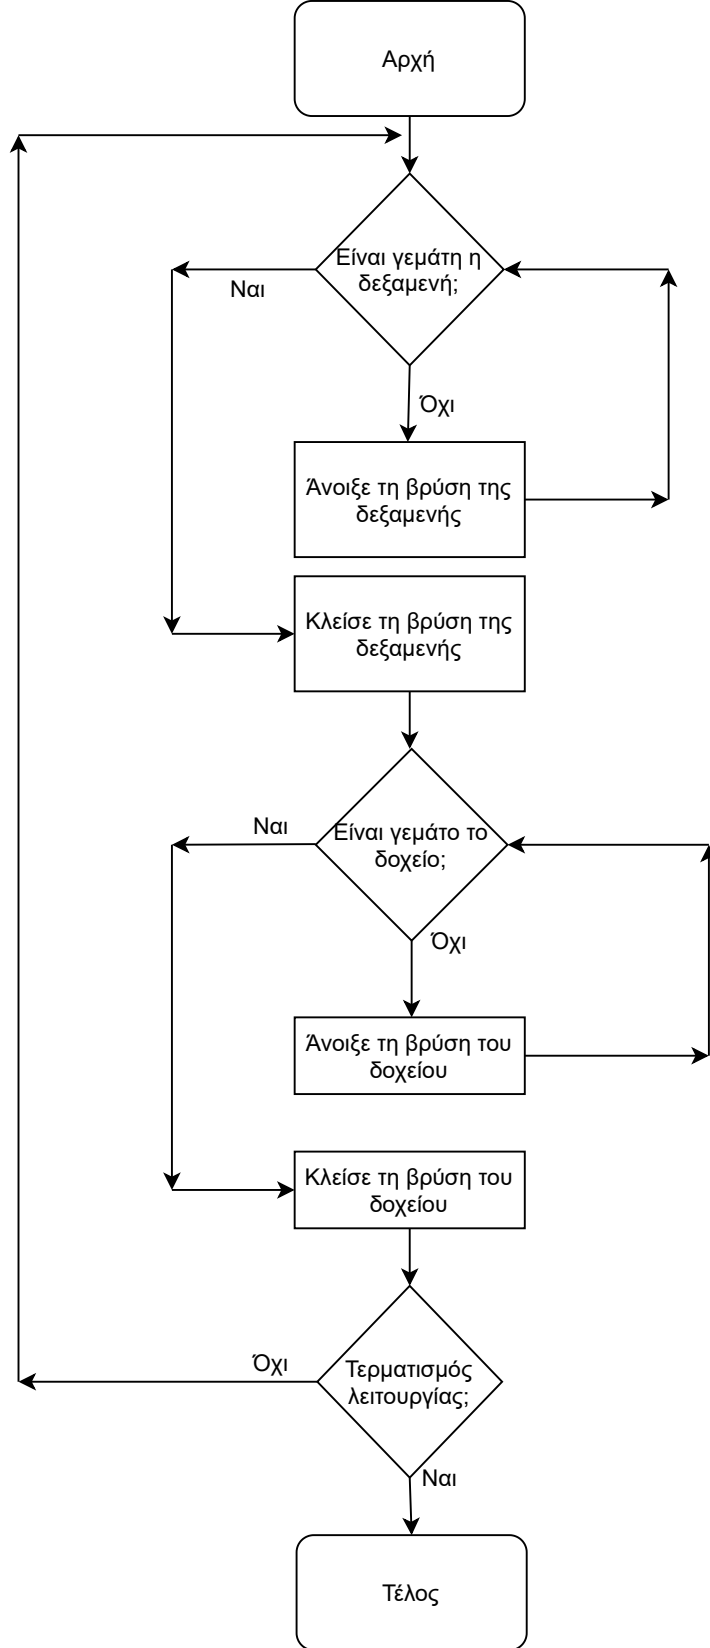 Αρχή
Είναι γεμάτη η
δεξαμενή;
Ναι
Όχι
Άνοιξε τη βρύση της
δεξαμενής
Κλείσε τη βρύση της
δεξαμενής
Ναι
Είναι γεμάτο το
δοχείο;
Όχι
Άνοιξε τη βρύση του
δοχείου
Κλείσε τη βρύση του
δοχείου
Όχι
Τερματισμός
λειτουργίας;
Ναι
Τέλος